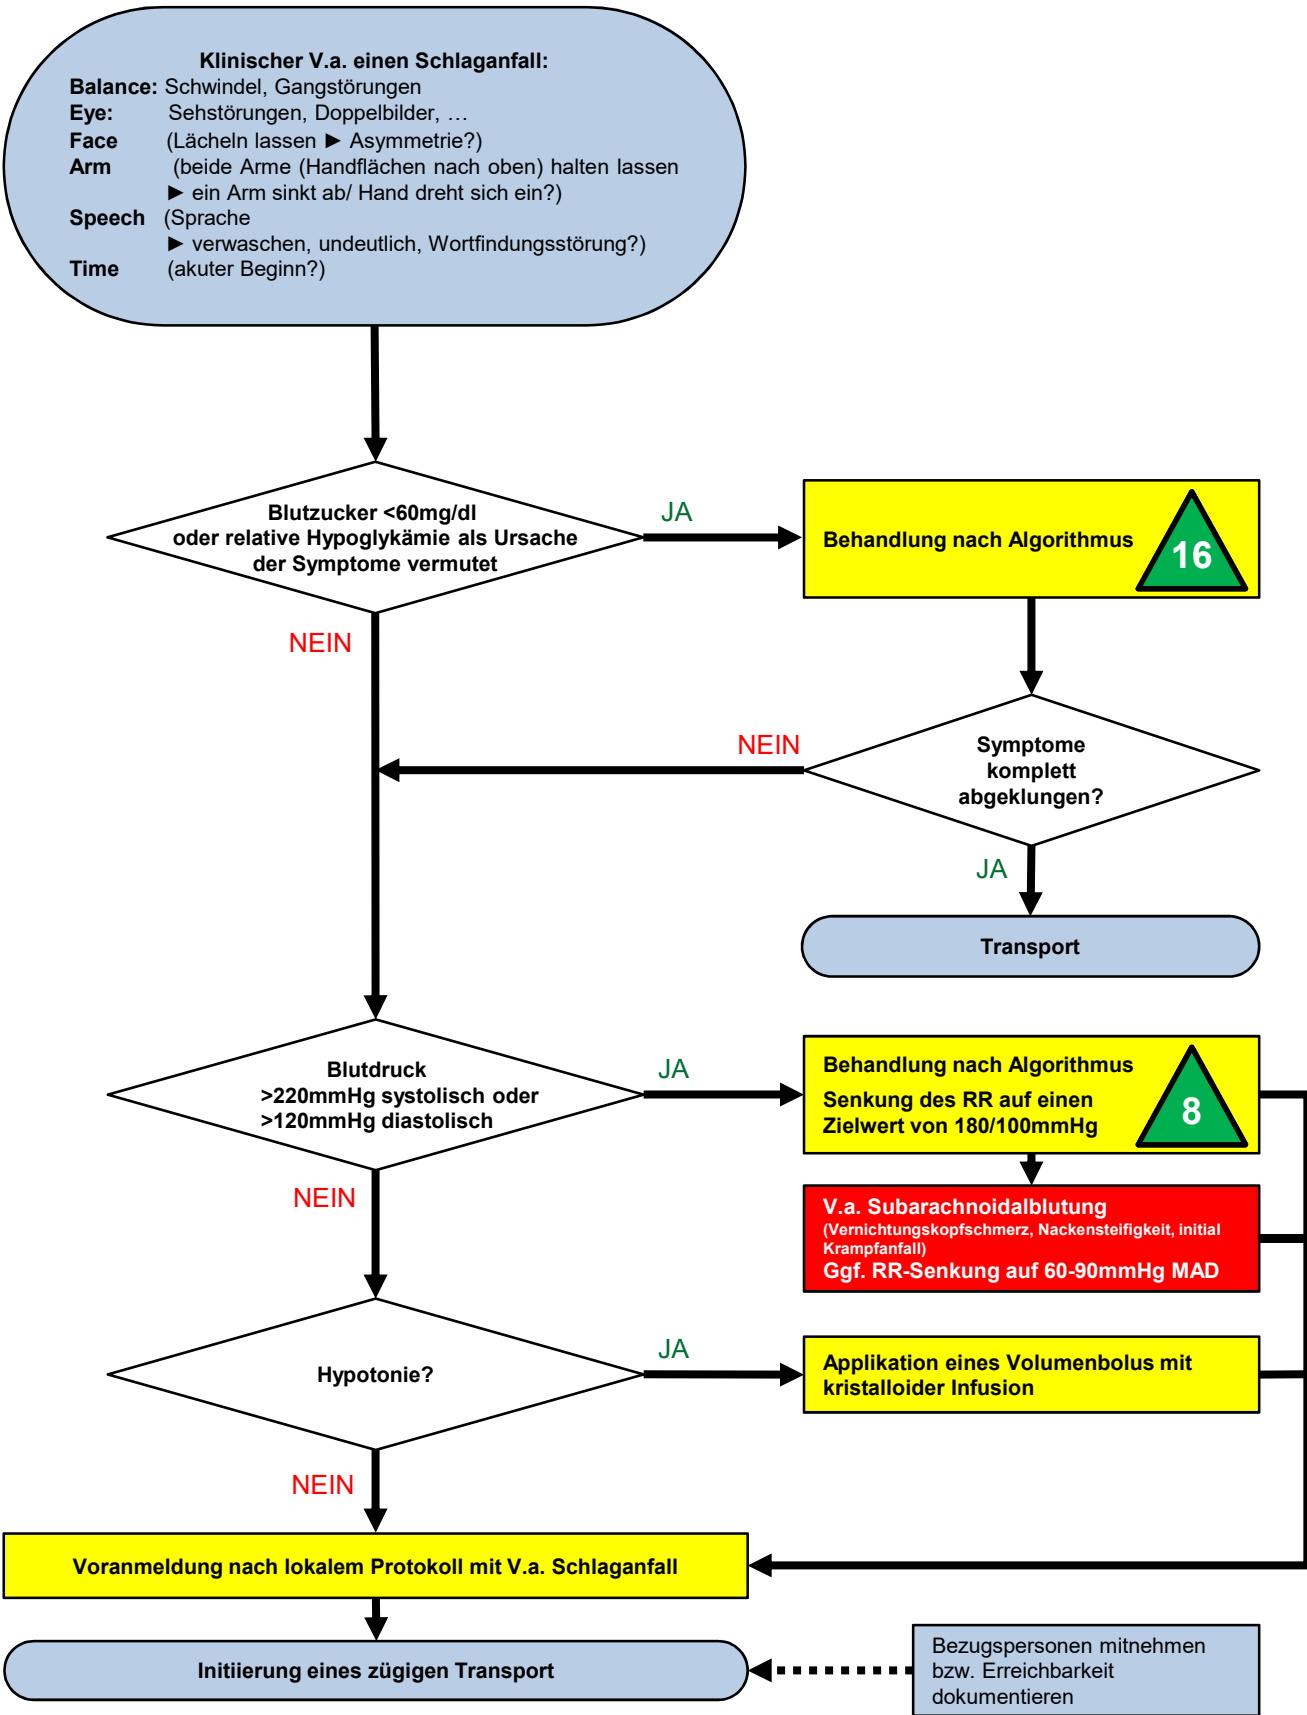 Klinischer V.a. einen Schlaganfall:
Balance: Schwindel, Gangstörungen
Eye: Sehstörungen, Doppelbilder, …
Face (Lächeln lassen ► Asymmetrie?)
Arm (beide Arme (Handflächen nach oben) halten lassen
► ein Arm sinkt ab/ Hand dreht sich ein?)
Speech (Sprache
► verwaschen, undeutlich, Wortfindungsstörung?)
Time (akuter Beginn?)
Blutzucker <60mg/dl
oder relative Hypoglykämie als Ursache
der Symptome vermutet
JA
Behandlung nach Algorithmus
16
NEIN
NEIN
Symptome
komplett
abgeklungen?
JA
Transport
Blutdruck
>220mmHg systolisch oder
>120mmHg diastolisch
JA
Behandlung nach Algorithmus
Senkung des RR auf einen
Zielwert von 180/100mmHg
8
NEIN
V.a. Subarachnoidalblutung
(Vernichtungskopfschmerz, Nackensteifigkeit, initial
Krampfanfall)
Ggf. RR-Senkung auf 60-90mmHg MAD
Hypotonie?
JA
Applikation eines Volumenbolus mit
kristalloider Infusion
NEIN
Voranmeldung nach lokalem Protokoll mit V.a. Schlaganfall
Initiierung eines zügigen Transport
Bezugspersonen mitnehmen
bzw. Erreichbarkeit
dokumentieren